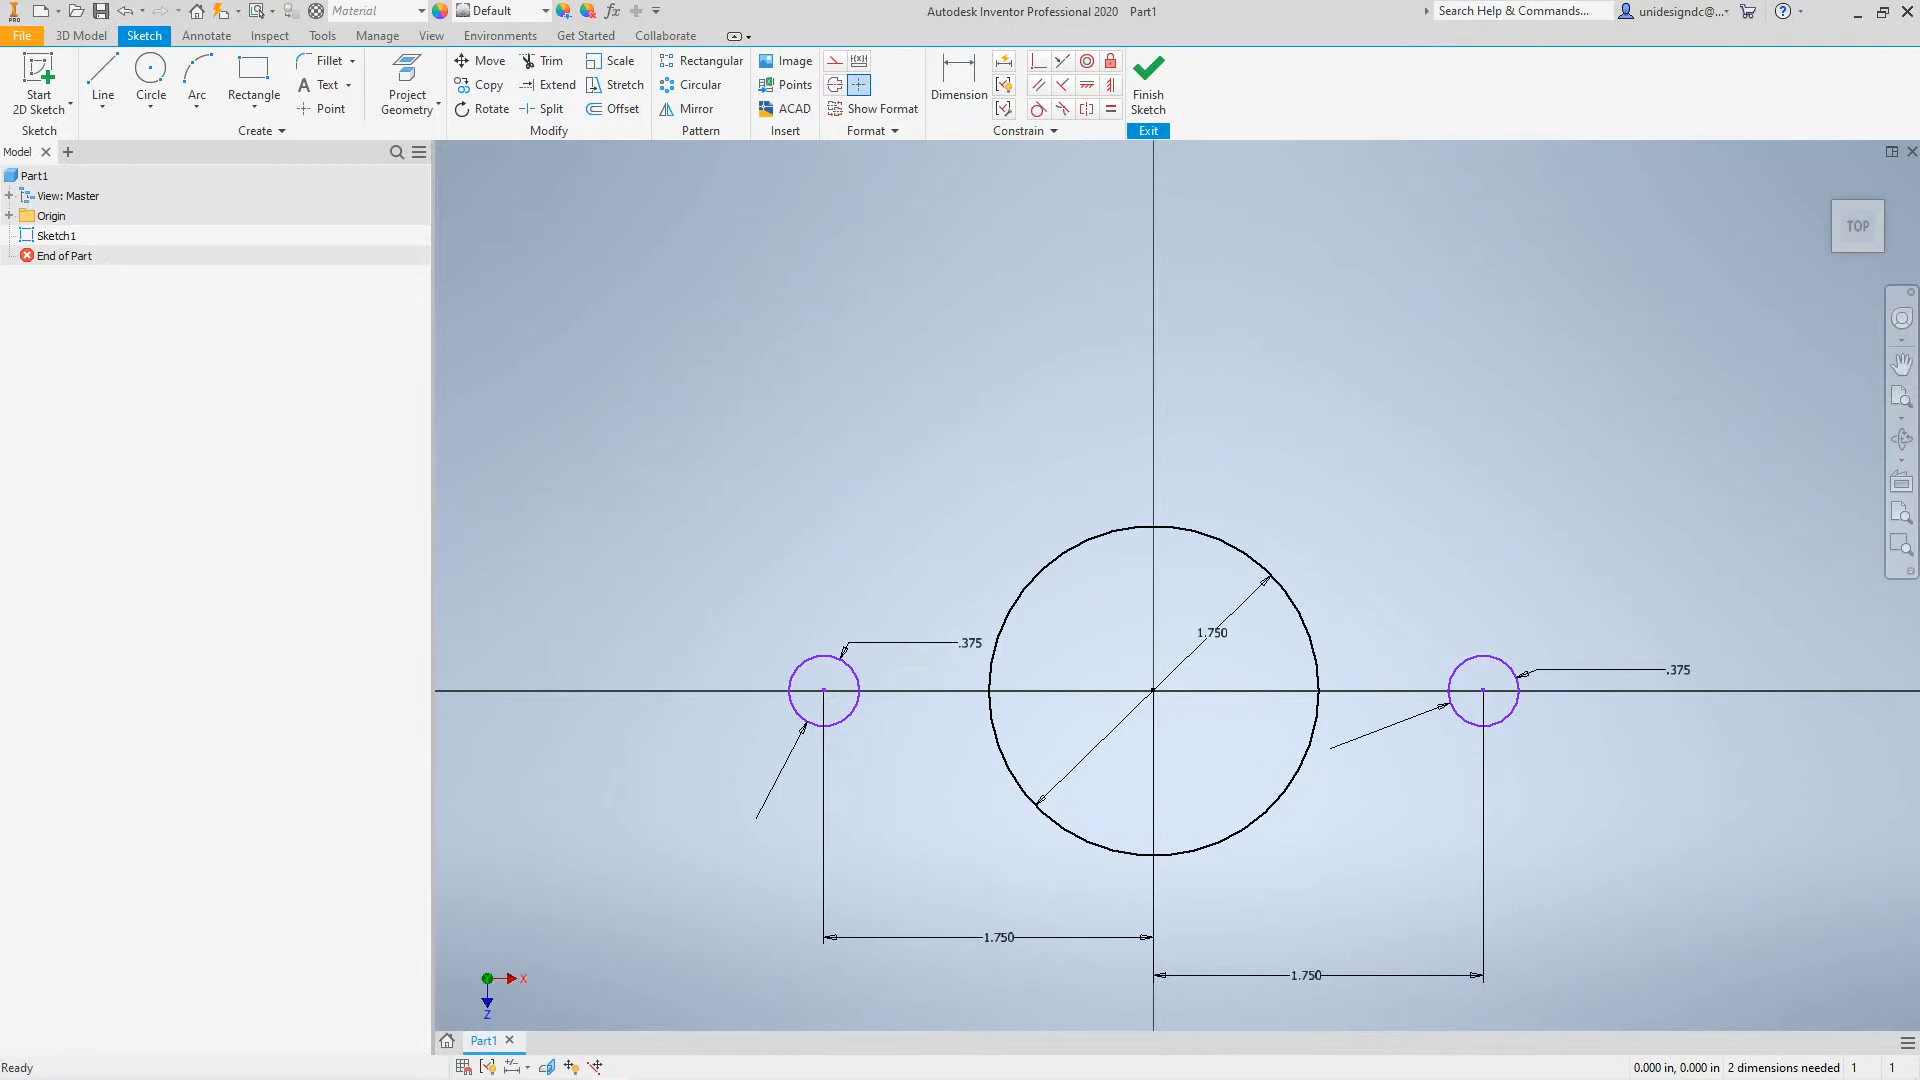 PRO
Material
Default
fx
Autodesk Inventor Professional 2020 Part1
Search Help & Commands...
unidesigndc@...
File 3D Model Sketch Annotate Inspect Tools Manage View Environments Get Started Collaborate
Start
2D Sketch
Line
Circle
Arc
Rectangle
Fillet
Text
Point
Project
Geometry
Move
Copy
Rotate
Trim
Extend
Split
Scale
Stretch
Offset
Rectangular
Circular
Mirror
Image
Points
ACAD
Show Format
Dimension
Finish
Sketch
Sketch
Create
Modify
Pattern
Insert
Format
Constrain
Exit
Model
Part1
View: Master
Origin
Sketch1
End of Part
TOP
1.750
.375
.375
1.750
1.750
X
Z
Part1
Ready
0.000 in, 0.000 in 2 dimensions needed 1 1